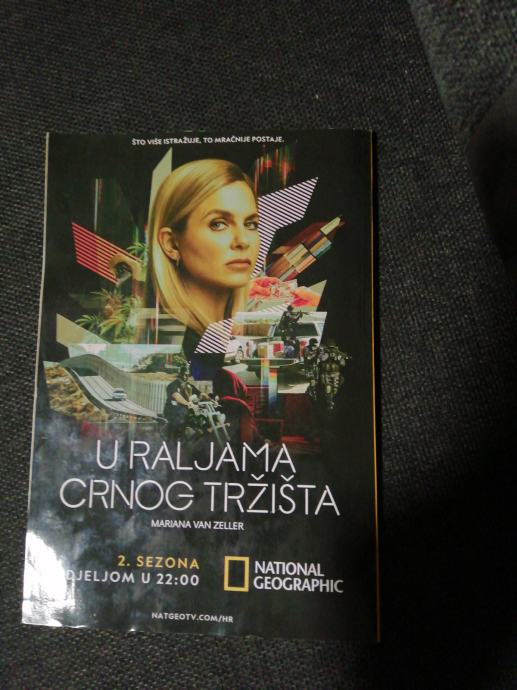 ŠTO VIŠE ISTRAŽUJE, TO MRAČNIJE POSTAJE.
U RALJAMA
CRNOG TRŽIŠTA
MARIANA VAN ZELLER
2. SEZONA
DJELJOM U 22:00
NATIONAL
GEOGRAPHIC
NATGEOTV.COM/HR